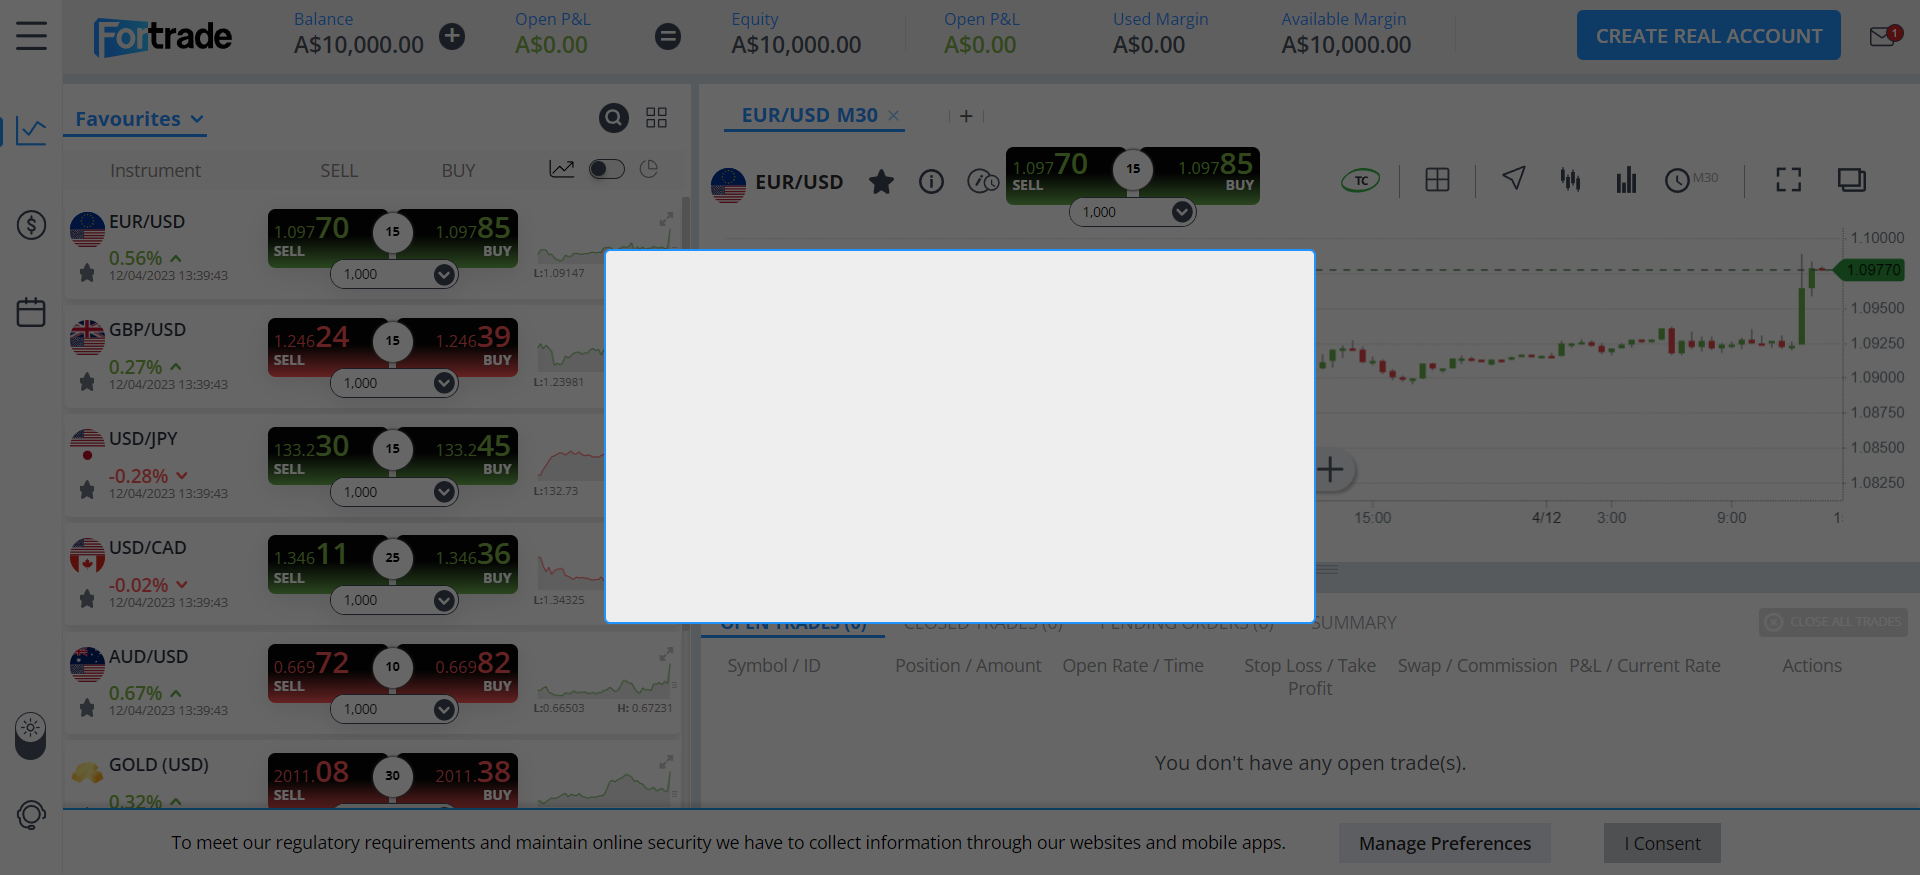 Fortrade
Balance
A$10,000.00
Open P&L
A$0.00
Equity
A$10,000.00
Open P&L
A$0.00
Used Margin
A$0.00
Available Margin
A$10,000.00
CREATE REAL ACCOUNT
1
Favourites
Instrument SELL BUY
EUR/USD
0.56%
12/04/2023 13:39:43
1.09770 SELL
15
1.09785 BUY
1,000
L:1.09147
GBP/USD
0.27%
12/04/2023 13:39:43
1.24624 SELL
15
1.24639 BUY
1,000
L:1.23981
USD/JPY
-0.28%
12/04/2023 13:39:43
133.230 SELL
15
133.245 BUY
1,000
L:132.73
USD/CAD
-0.02%
12/04/2023 13:39:43
1.34611 SELL
25
1.34636 BUY
1,000
L:1.34325
AUD/USD
0.67%
12/04/2023 13:39:43
0.66972 SELL
10
0.66982 BUY
1,000
L:0.66503 H: 0.67231
GOLD (USD)
0.32%
2011.08 SELL
30
2011.38 BUY
EUR/USD M30
EUR/USD
1.09770 SELL
15
1.09785 BUY
1,000
TC
M30
1.10000
1.09770
1.09500
1.09250
1.09000
1.08750
1.08500
1.08250
15:00 4/12 3:00 9:00 1:
OPEN TRADES (0) CLOSED TRADES (0) PENDING ORDERS (0) SUMMARY
CLOSE ALL TRADES
Symbol / ID Position / Amount Open Rate / Time Stop Loss / Take Profit Swap / Commission P&L / Current Rate Actions
You don't have any open trade(s).
To meet our regulatory requirements and maintain online security we have to collect information through our websites and mobile apps.
Manage Preferences
I Consent